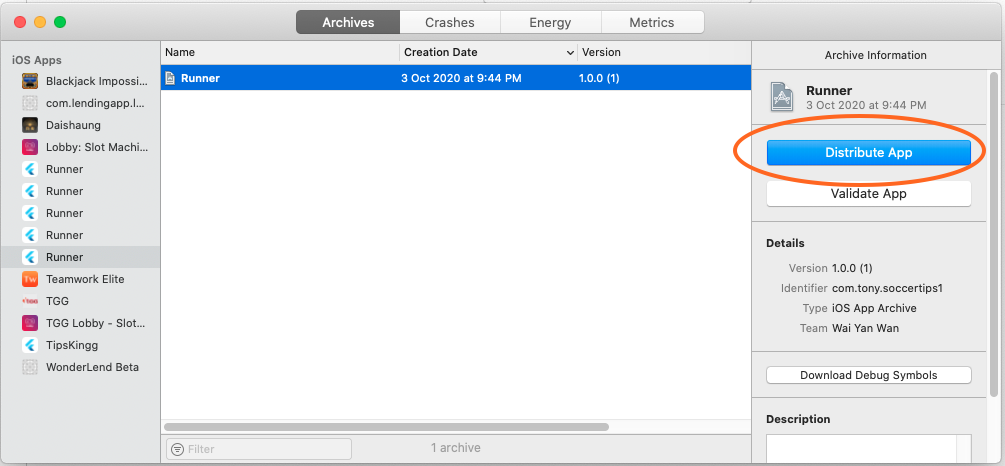 Archives
Crashes
Energy
Metrics
iOS Apps
Blackjack Impossi...
com.lendingapp.l...
Daishaung
Lobby: Slot Machi...
Runner
Runner
Runner
Runner
Runner
Tw
Teamwork Elite
TGG
TGG Lobby - Slot...
TipsKingg
WonderLend Beta
Name
Creation Date
Version
Runner
3 Oct 2020 at 9:44 PM
1.0.0 (1)
Filter
1 archive
Archive Information
Runner
3 Oct 2020 at 9:44 PM
Distribute App
Validate App
Details
Version 1.0.0 (1)
Identifier com.tony.soccertips1
Type iOS App Archive
Team Wai Yan Wan
Download Debug Symbols
Description